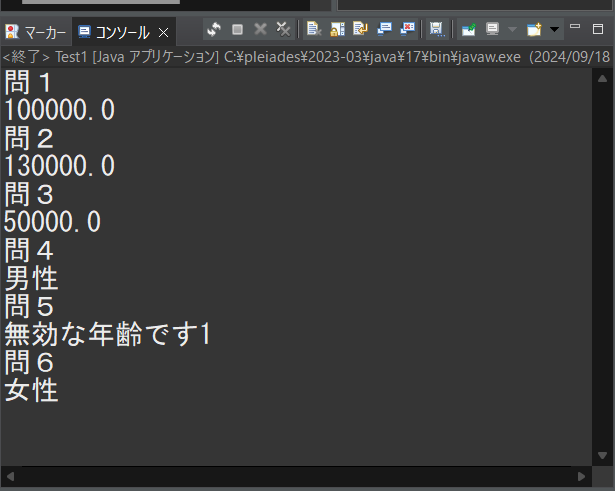 マーカー コンソール
<終了> Test1 [Java アプリケーション] C:¥pleiades¥2023-03¥java¥17¥bin¥javaw.exe (2024/09/18
問１
100000.0
問２
130000.0
問３
50000.0
問４
男性
問５
無効な年齢です1
問６
女性